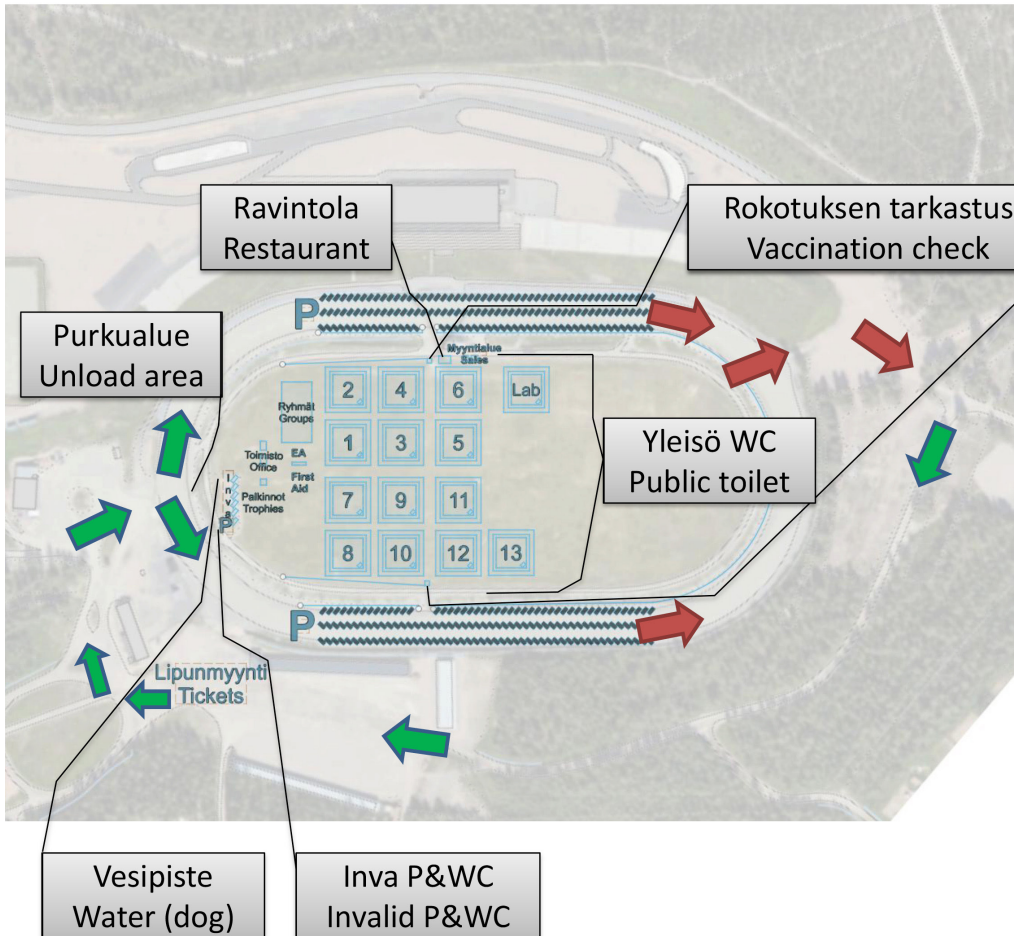 Ravintola
Restaurant
Rokotuksen tarkastus
Vaccination check
Purkualue
Unload area
P
Myyntialue
Sales
2
4
6
Lab
Ryhmät
Groups
1
3
5
Yleisö WC
Public toilet
Toimisto
Office
EA
First
Aid
Inva
P
Palkinnot
Trophies
7
9
11
8
10
12
13
P
Lipunmyynti
Tickets
Vesipiste
Water (dog)
Inva P&WC
Invalid P&WC